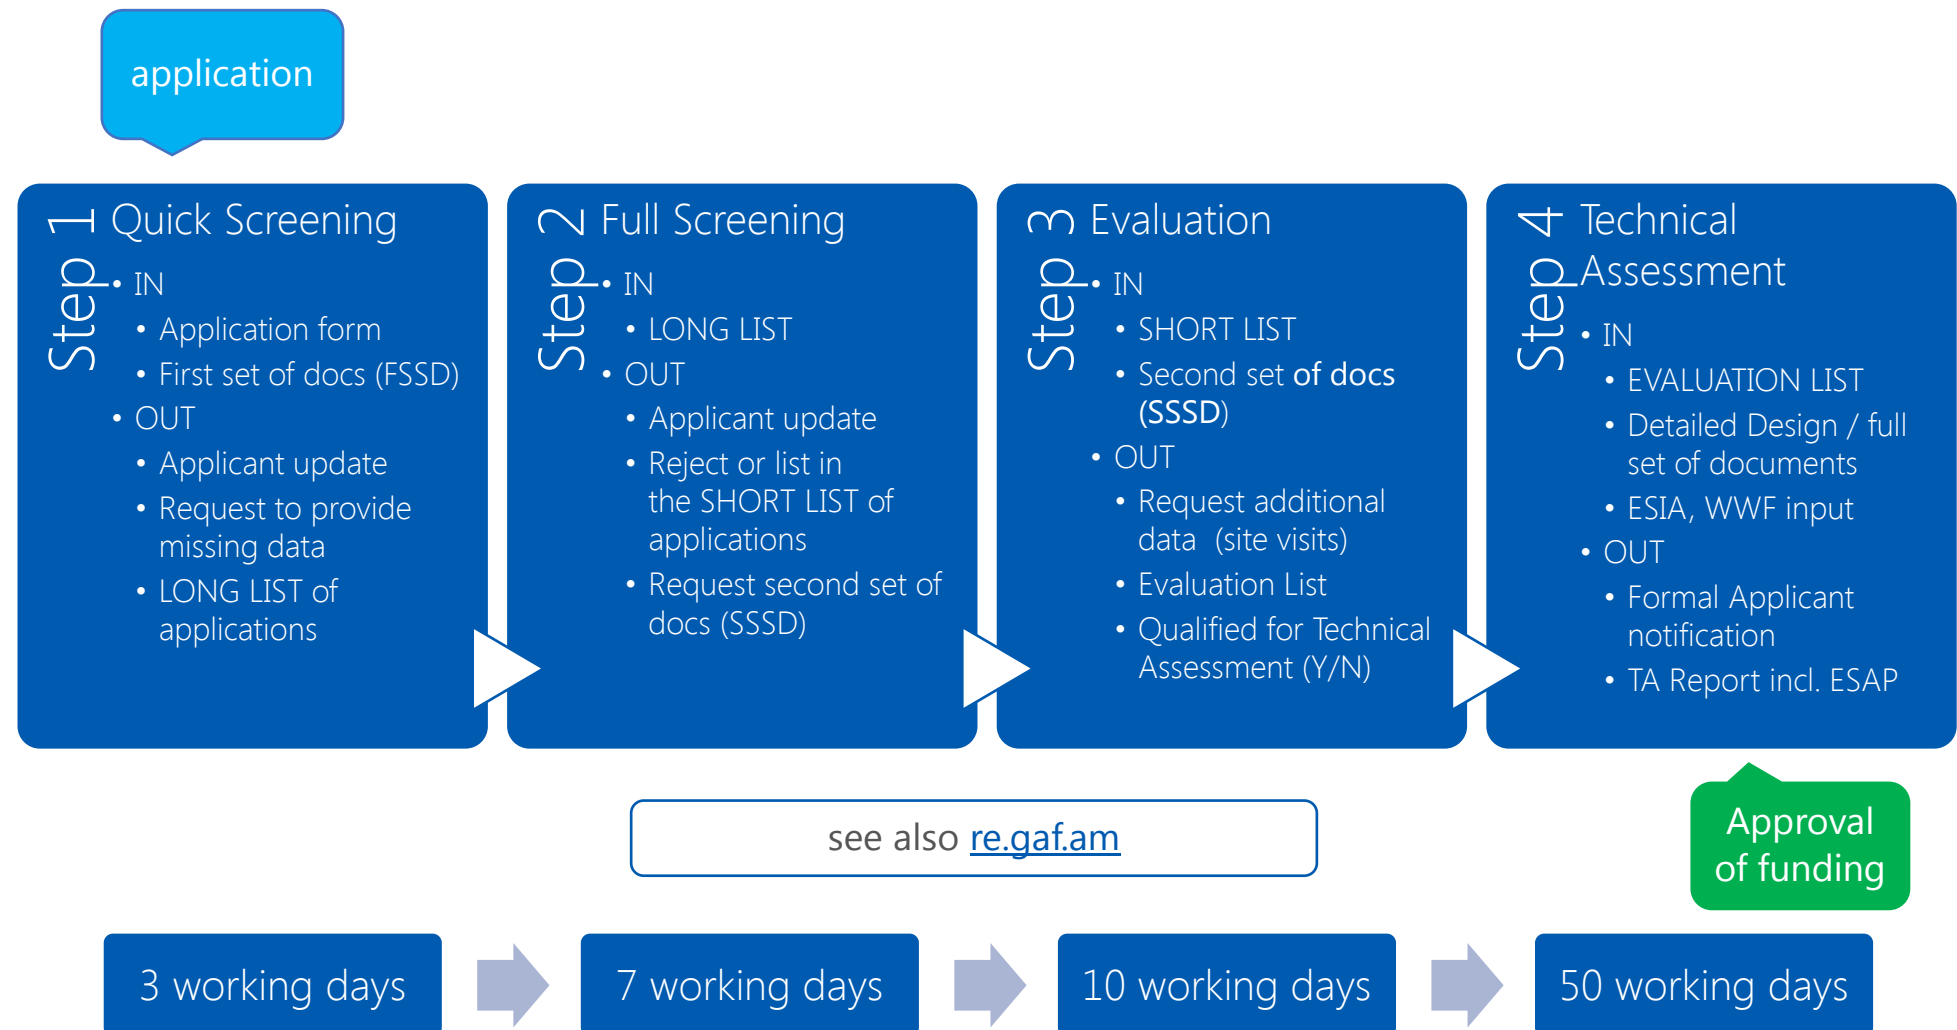 application
Step 1
Quick Screening
• IN
• Application form
• First set of docs (FSSD)
• OUT
• Applicant update
• Request to provide
missing data
• LONG LIST of
applications
Step 2
Full Screening
• IN
• LONG LIST
• OUT
• Applicant update
• Reject or list in
the SHORT LIST of
applications
• Request second set of
docs (SSSD)
Step 3
Evaluation
• IN
• SHORT LIST
• Second set of docs
(SSSD)
• OUT
• Request additional
data (site visits)
• Evaluation List
• Qualified for Technical
Assessment (Y/N)
Step 4
Technical
Assessment
• IN
• EVALUATION LIST
• Detailed Design / full
set of documents
• ESIA, WWF input
• OUT
• Formal Applicant
notification
• TA Report incl. ESAP
see also re.gaf.am
Approval
of funding
3 working days
7 working days
10 working days
50 working days